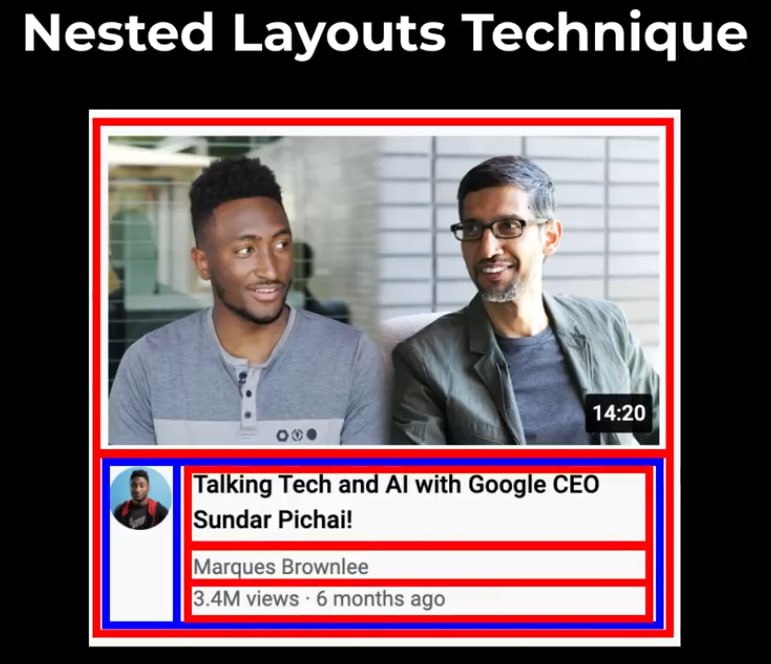 Nested Layouts Technique
14:20
Talking Tech and AI with Google CEO
Sundar Pichai!
Marques Brownlee
3.4M views · 6 months ago